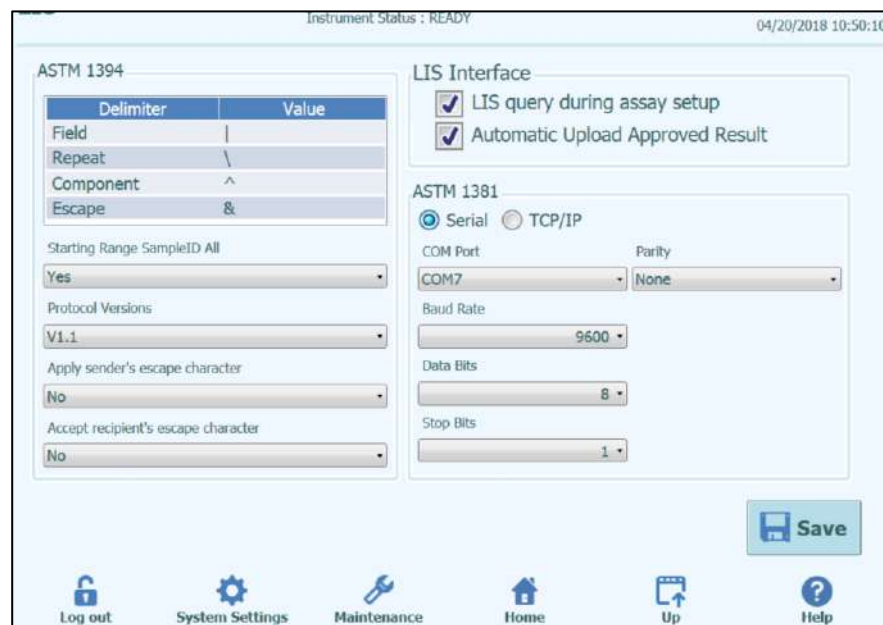 Instrument Status : READY
04/20/2018 10:50:10
ASTM 1394
Delimiter Value
Field |
Repeat \
Component ^
Escape &
Starting Range SampleID All
Yes
Protocol Versions
V1.1
Apply sender's escape character
No
Accept recipient's escape character
No
LIS Interface
LIS query during assay setup
Automatic Upload Approved Result
ASTM 1381
Serial TCP/IP
COM Port Parity
COM7 None
Baud Rate
9600
Data Bits
8
Stop Bits
1
Save
Log out System Settings Maintenance Home Up Help